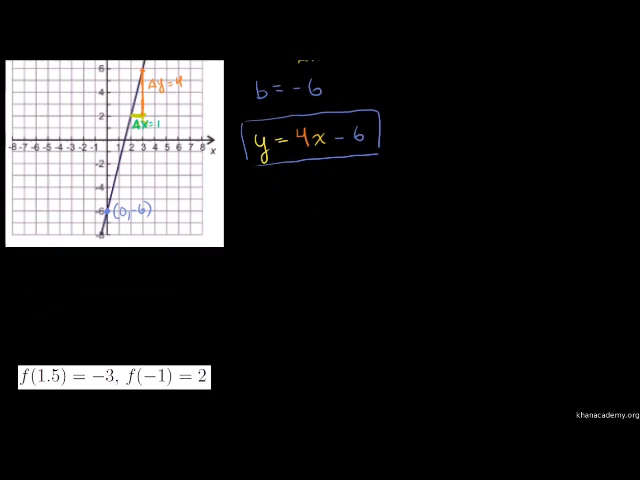 6
Δy=4
4
2
Δx=1
-8 -7 -6 -5 -4 -3 -2 -1 2 3 4 5 6 7 8 x
-2
-4
-6
(0,-6)
-8
b = -6
y = 4x - 6
f(1.5) = −3, f(−1) = 2
khanacademy.org